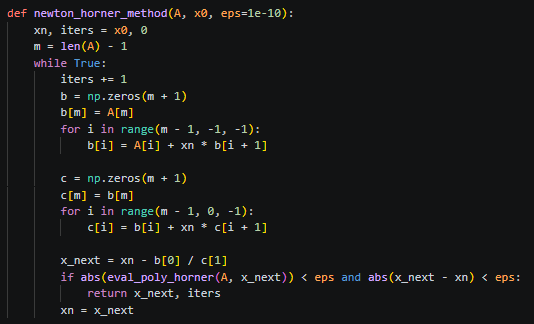 def newton_horner_method(A, x0, eps=1e-10):
    xn, iters = x0, 0
    m = len(A) - 1
    while True:
        iters += 1
        b = np.zeros(m + 1)
        b[m] = A[m]
        for i in range(m - 1, -1, -1):
            b[i] = A[i] + xn * b[i + 1]

        c = np.zeros(m + 1)
        c[m] = b[m]
        for i in range(m - 1, 0, -1):
            c[i] = b[i] + xn * c[i + 1]

        x_next = xn - b[0] / c[1]
        if abs(eval_poly_horner(A, x_next)) < eps and abs(x_next - xn) < eps:
            return x_next, iters
        xn = x_next